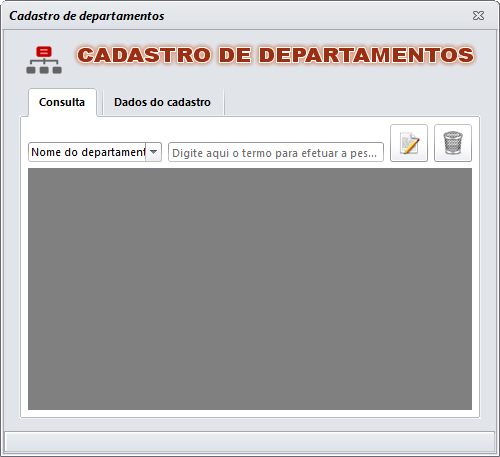 Cadastro de departamentos
CADASTRO DE DEPARTAMENTOS
Consulta Dados do cadastro
Nome do departament Digite aqui o termo para efetuar a pes...